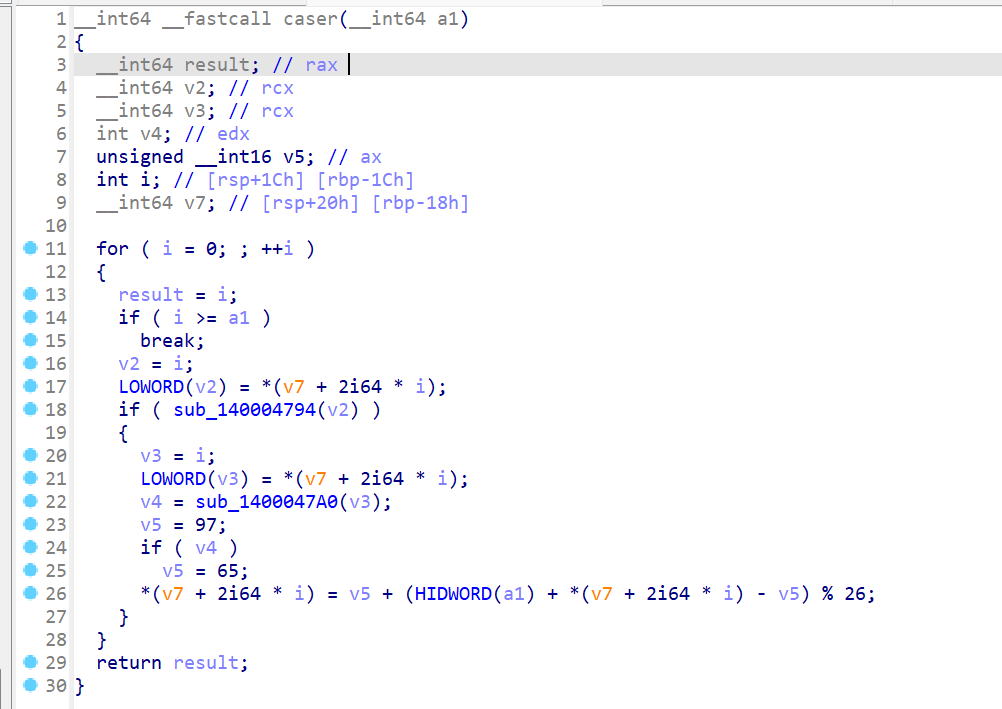 1 __int64 __fastcall caser(__int64 a1)
2 {
3   __int64 result; // rax
4   __int64 v2; // rcx
5   __int64 v3; // rcx
6   int v4; // edx
7   unsigned __int16 v5; // ax
8   int i; // [rsp+1Ch] [rbp-1Ch]
9   __int64 v7; // [rsp+20h] [rbp-18h]
10
11   for ( i = 0; ; ++i )
12   {
13     result = i;
14     if ( i >= a1 )
15       break;
16     v2 = i;
17     LOWORD(v2) = *(v7 + 2i64 * i);
18     if ( sub_140004794(v2) )
19     {
20       v3 = i;
21       LOWORD(v3) = *(v7 + 2i64 * i);
22       v4 = sub_1400047A0(v3);
23       v5 = 97;
24       if ( v4 )
25         v5 = 65;
26       *(v7 + 2i64 * i) = v5 + (HIDWORD(a1) + *(v7 + 2i64 * i) - v5) % 26;
27     }
28   }
29   return result;
30 }